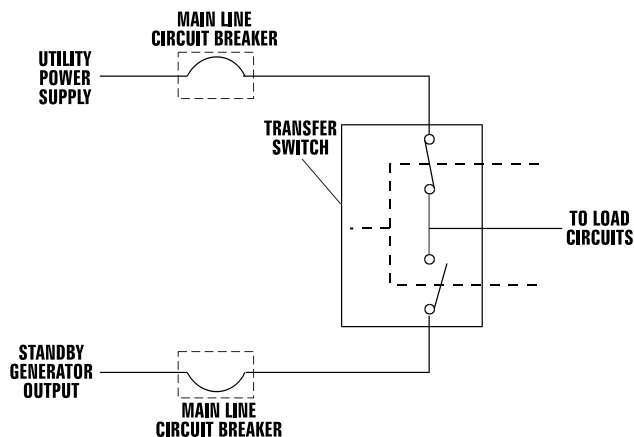 MAIN LINE
CIRCUIT BREAKER
UTILITY
POWER
SUPPLY
TRANSFER
SWITCH
TO LOAD
CIRCUITS
STANDBY
GENERATOR
OUTPUT
MAIN LINE
CIRCUIT BREAKER